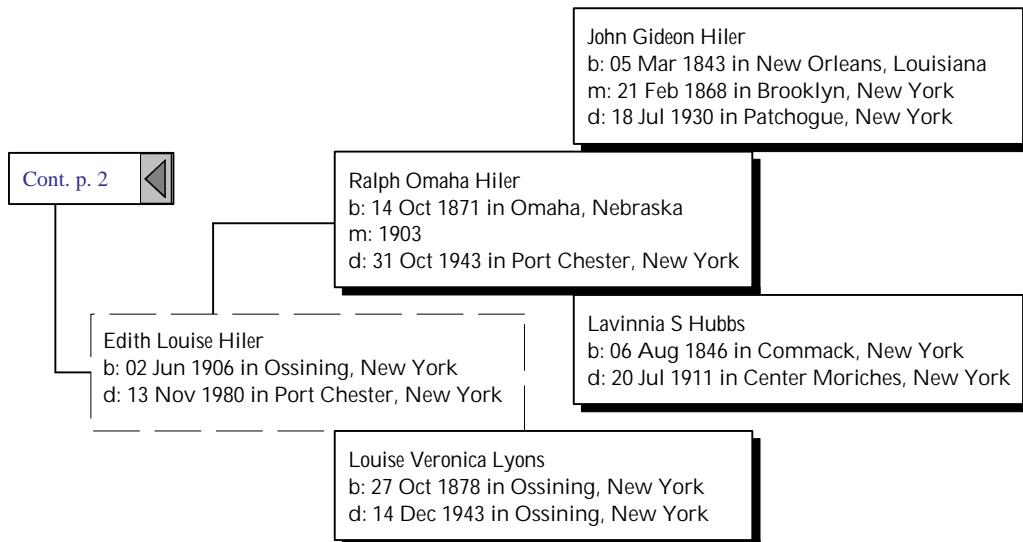 John Gideon Hiler
b: 05 Mar 1843 in New Orleans, Louisiana
m: 21 Feb 1868 in Brooklyn, New York
d: 18 Jul 1930 in Patchogue, New York
Cont. p. 2
Ralph Omaha Hiler
b: 14 Oct 1871 in Omaha, Nebraska
m: 1903
d: 31 Oct 1943 in Port Chester, New York
Lavinnia S Hubbs
b: 06 Aug 1846 in Commack, New York
d: 20 Jul 1911 in Center Moriches, New York
Edith Louise Hiler
b: 02 Jun 1906 in Ossining, New York
d: 13 Nov 1980 in Port Chester, New York
Louise Veronica Lyons
b: 27 Oct 1878 in Ossining, New York
d: 14 Dec 1943 in Ossining, New York